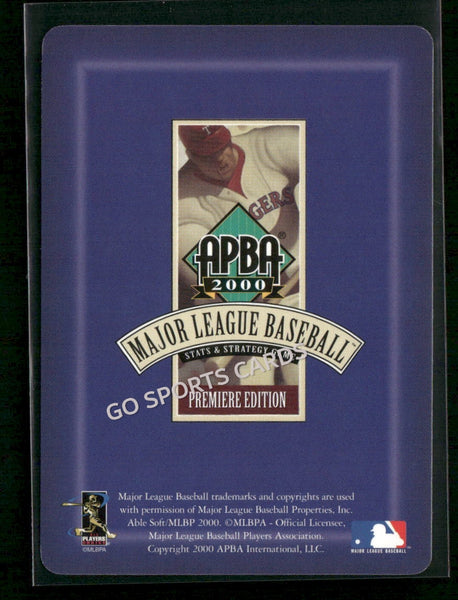 T
GERS
APBA®
2000
MAJOR LEAGUE BASEBALL™
STATS & STRATEGY
GO SPORTS CARDS
PREMIERE EDITION
Major League Baseball trademarks and copyrights are used
with permission of Major League Baseball Properties, Inc.
Able Soft/MLBP 2000. ©MLBPA - Official Licensee,
Major League Baseball Players Association.
Copyright 2000 APBA International, LLC.
PLAYERS
CHOICE
©MLBPA
MAJOR LEAGUE BASEBALL